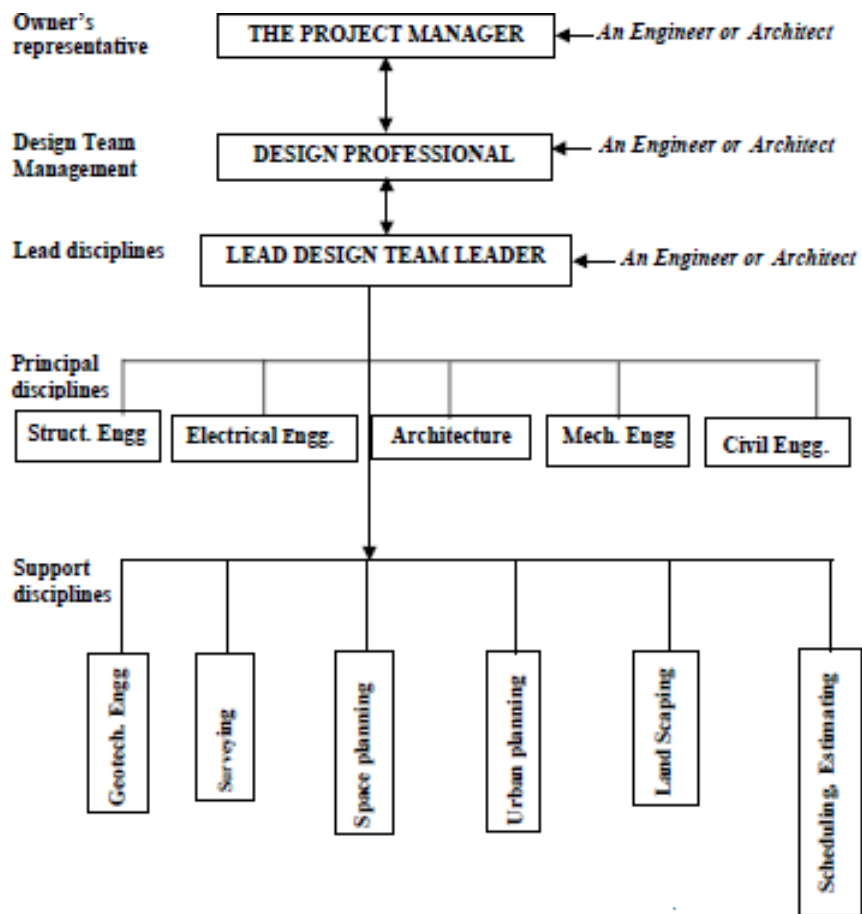 Owner's
representative
THE PROJECT MANAGER
An Engineer or Architect
Design Team
Management
DESIGN PROFESSIONAL
An Engineer or Architect
Lead disciplines
LEAD DESIGN TEAM LEADER
An Engineer or Architect
Principal
disciplines
Struct. Engg
Electrical Engg.
Architecture
Mech. Engg
Civil Engg.
Support
disciplines
Geotech. Engg
Surveying
Space planning
Urban planning
Land Scaping
Scheduling, Estimating